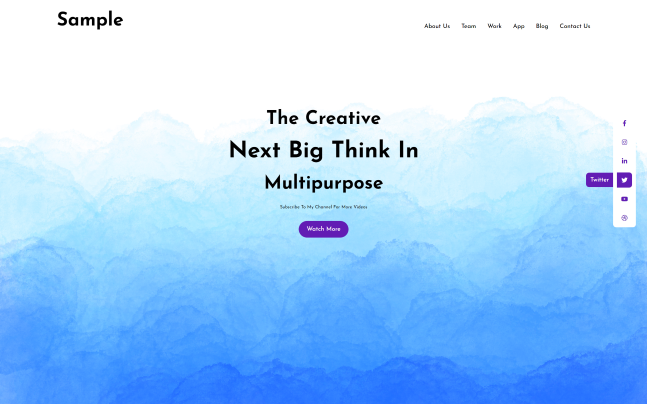 Sample
About Us Team Work App Blog Contact Us
The Creative
Next Big Think In
Multipurpose
Subscribe To My Channel For More Videos
Watch More
Twitter